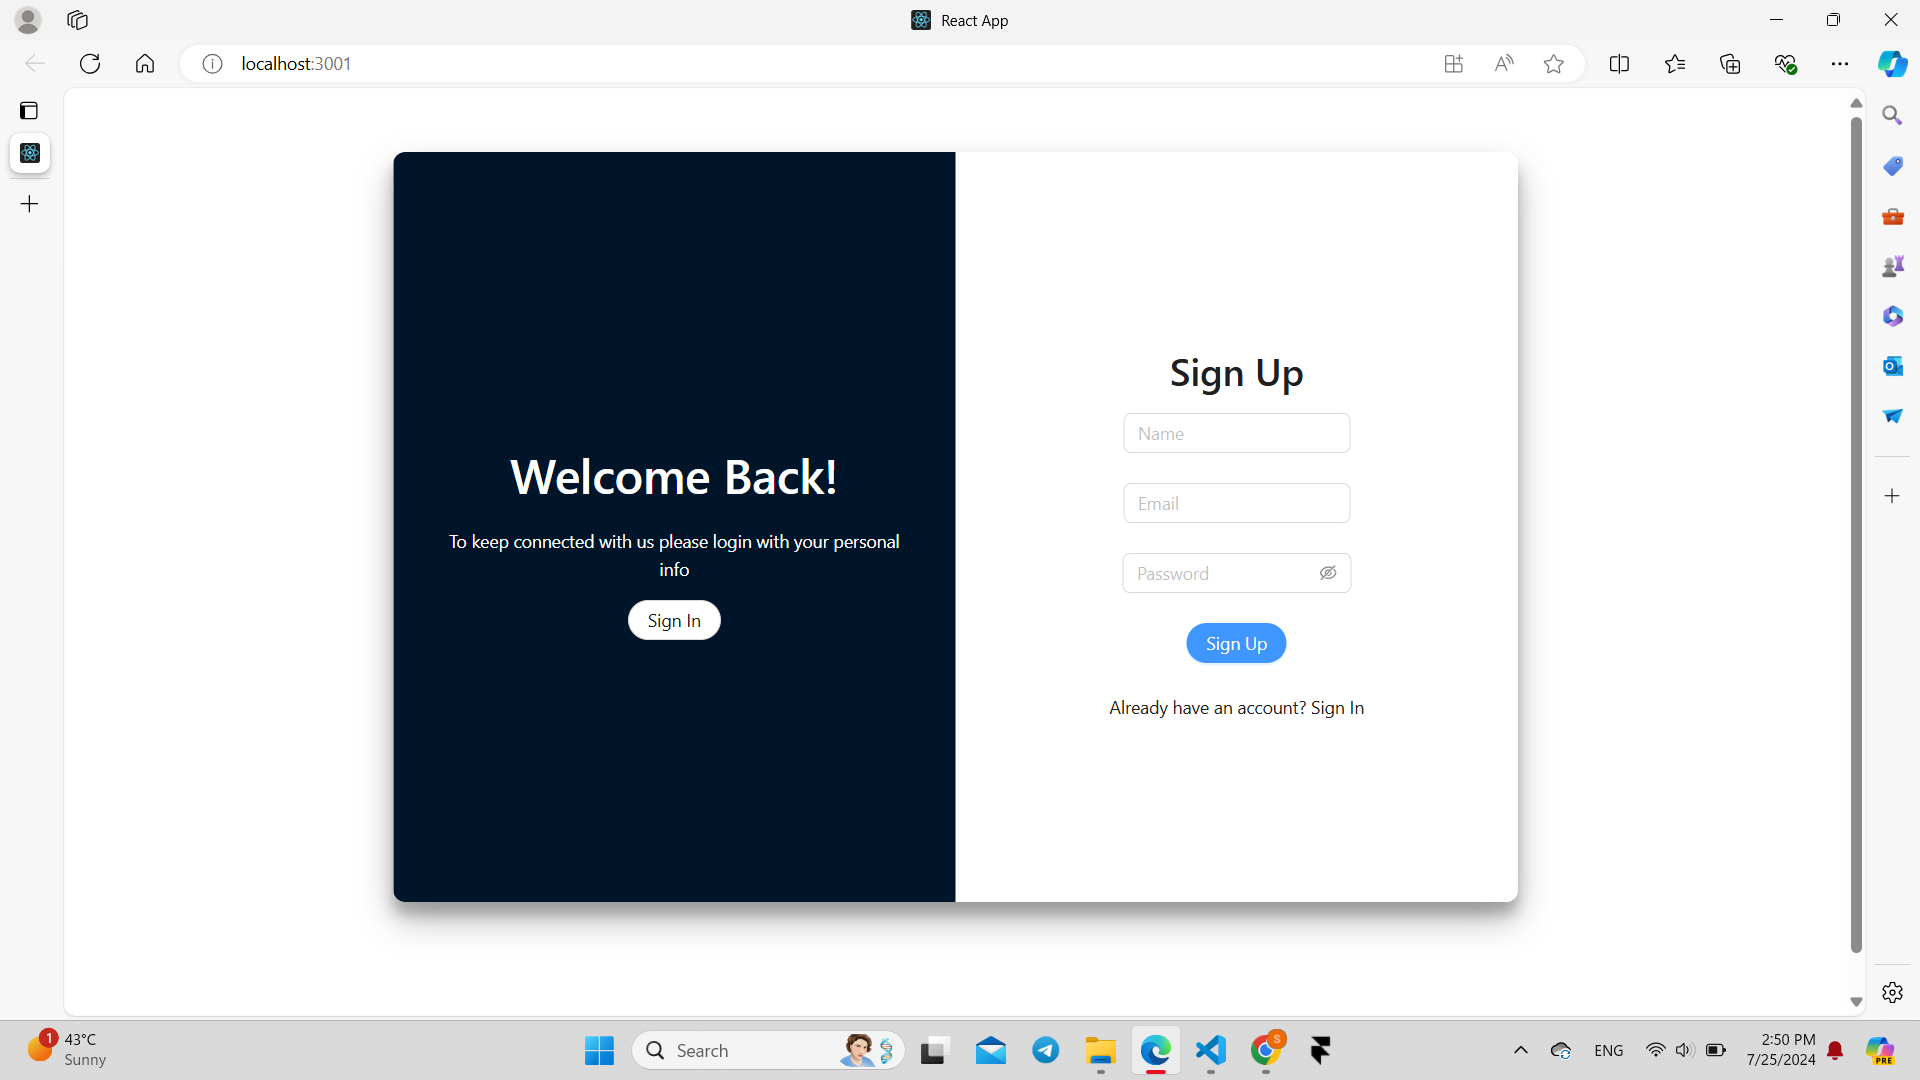 React App
localhost:3001
Welcome Back!
To keep connected with us please login with your personal
info
Sign In
Sign Up
Name
Email
Password
Sign Up
Already have an account? Sign In
1
43°C
Sunny
Search
S
ENG
2:50 PM
7/25/2024
PRE